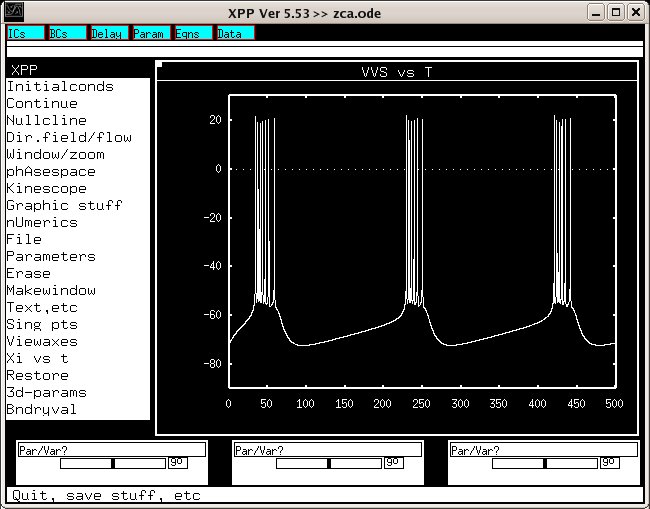 XPP Ver 5.53 >> zca.ode
ICs BCs Delay Param Eqns Data
XPP
Initialconds
Continue
Nullcline
Dir.field/flow
Window/zoom
phAsespace
Kinescope
Graphic stuff
nUmerics
File
Parameters
Erase
Makewindow
Text,etc
Sing pts
Viewaxes
Xi vs t
Restore
3d-params
Bndryval
VVS vs T
20
0
-20
-40
-60
-80
0 50 100 150 200 250 300 350 400 450 500
Par/Var? Par/Var? Par/Var?
go go go
Quit, save stuff, etc